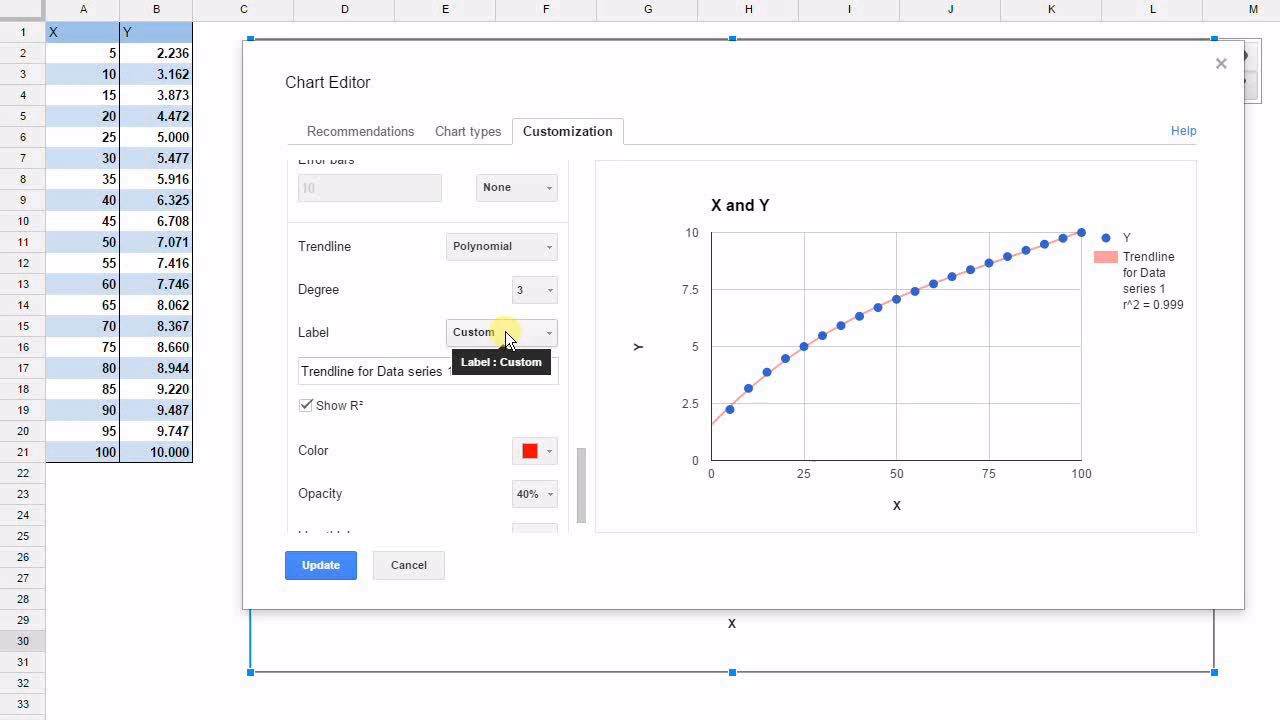 A B C D E F G H I J K L M
1 X Y
2 5 2.236
3 10 3.162
4 15 3.873
5 20 4.472
6 25 5.000
7 30 5.477
8 35 5.916
9 40 6.325
10 45 6.708
11 50 7.071
12 55 7.416
13 60 7.746
14 65 8.062
15 70 8.367
16 75 8.660
17 80 8.944
18 85 9.220
19 90 9.487
20 95 9.747
21 100 10.000
22
23
24
25
26
27
28
29
30
31
32
33
Chart Editor
Recommendations Chart types Customization Help
Error bars
10 None
Trendline Polynomial
Degree 3
Label Custom
Label : Custom
Trendline for Data series 1
Show R²
Color
Opacity 40%
Update Cancel
X and Y
10
7.5
5
2.5
0
Y
0 25 50 75 100
X
Y
Trendline
for Data
series 1
r^2 = 0.999
X